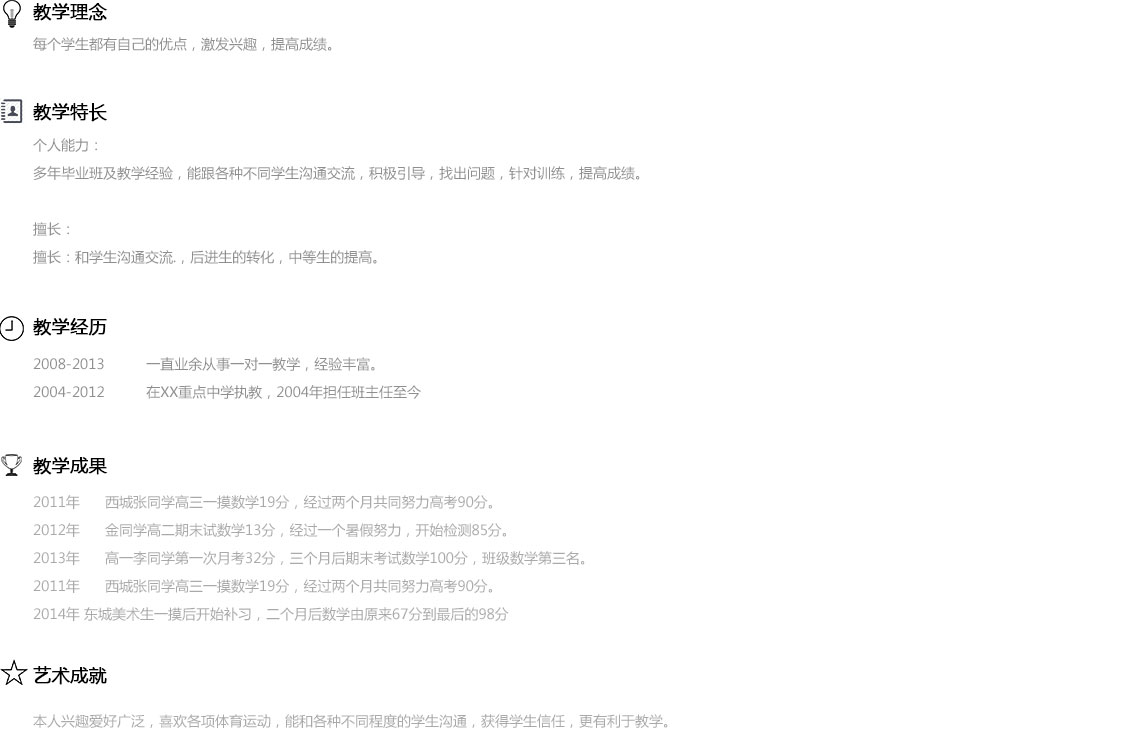 教学理念
每个学生都有自己的优点，激发兴趣，提高成绩。
教学特长
个人能力：
多年毕业班及教学经验，能跟各种不同学生沟通交流，积极引导，找出问题，针对训练，提高成绩。
擅长：
擅长：和学生沟通交流.，后进生的转化，中等生的提高。
教学经历
2008-2013 一直业余从事一对一教学，经验丰富。
2004-2012 在XX重点中学执教，2004年担任班主任至今
教学成果
2011年 西城张同学高三一摸数学19分，经过两个月共同努力高考90分。
2012年 金同学高二期末试数学13分，经过一个暑假努力，开始检测85分。
2013年 高一李同学第一次月考32分，三个月后期末考试数学100分，班级数学第三名。
2011年 西城张同学高三一摸数学19分，经过两个月共同努力高考90分。
2014年 东城美术生一摸后开始补习，二个月后数学由原来67分到最后的98分
艺术成就
本人兴趣爱好广泛，喜欢各项体育运动，能和各种不同程度的学生沟通，获得学生信任，更有利于教学。